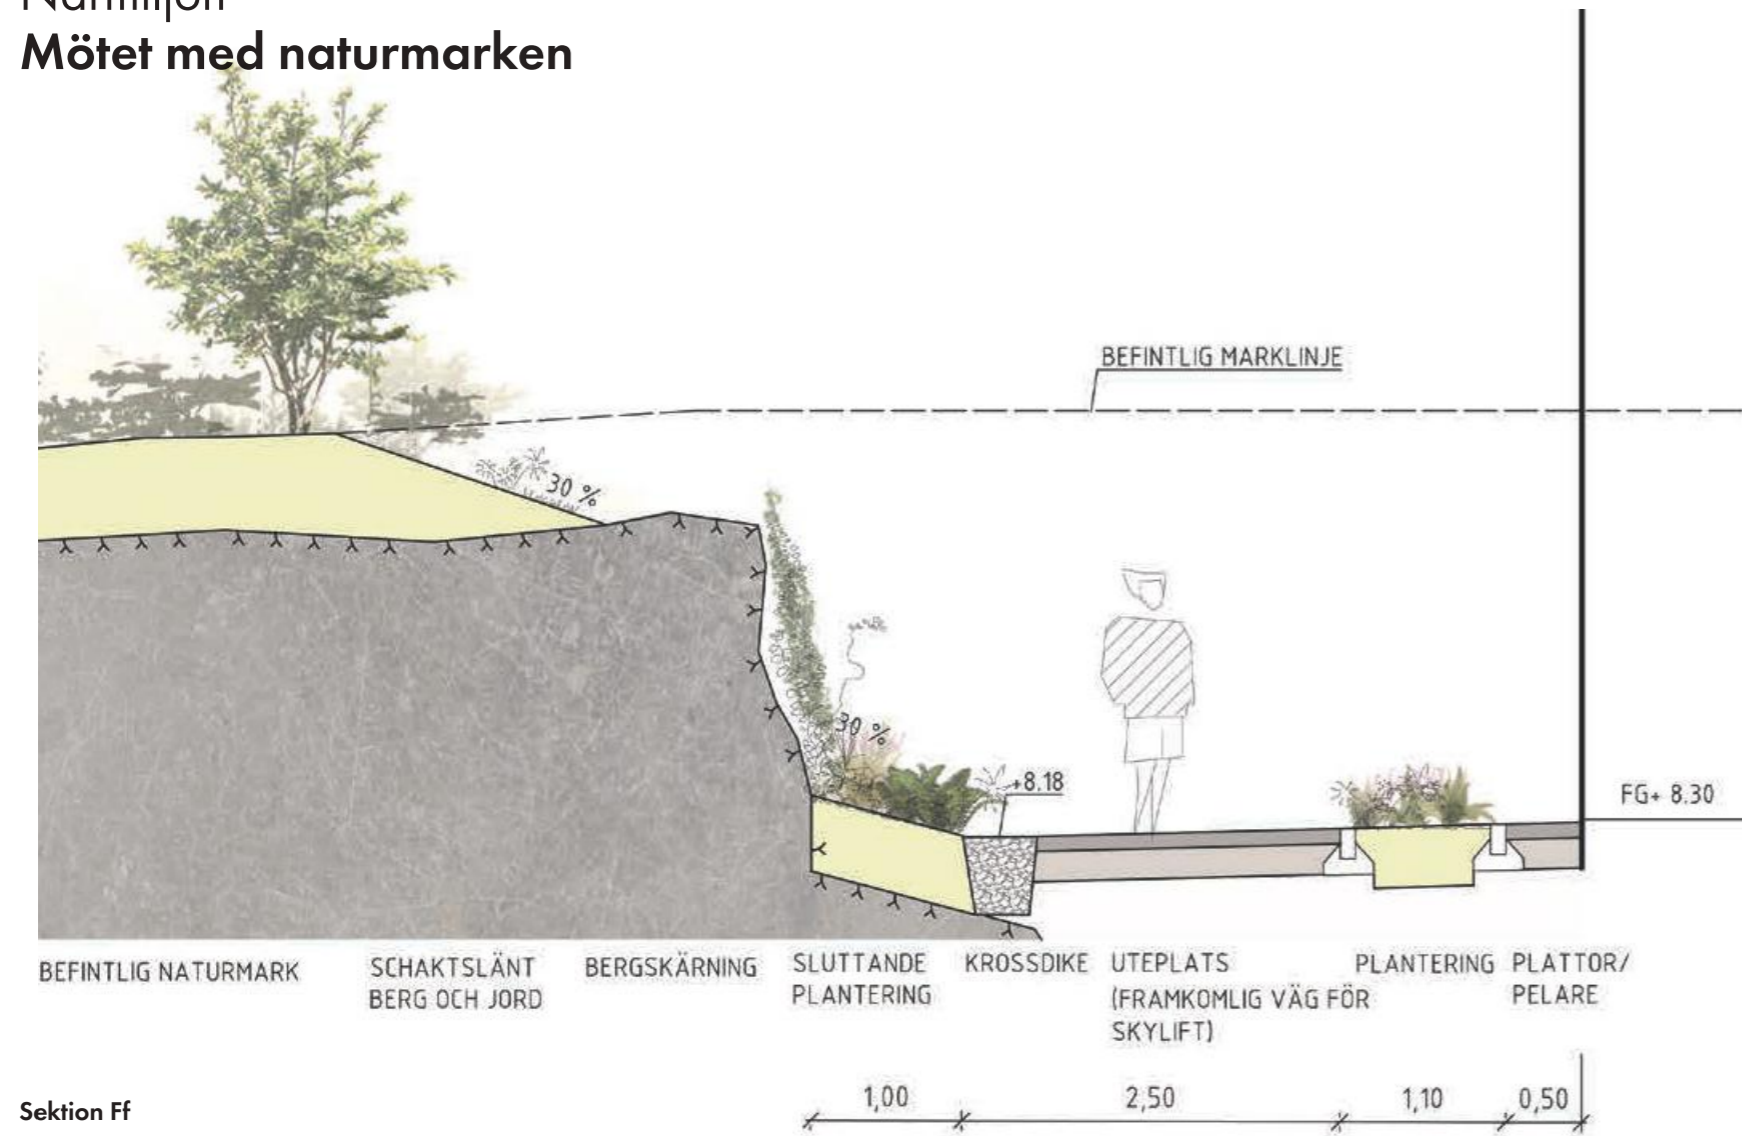 Närmiljön
Mötet med naturmarken
BEFINTLIG MARKLINJE
30 %
30 %
+8.18
FG+ 8.30
BEFINTLIG NATURMARK
SCHAKTSLÄNT
BERG OCH JORD
BERGSKÄRNING
SLUTTANDE
PLANTERING
KROSSDIKE
UTEPLATS
(FRAMKOMLIG VÄG FÖR
SKYLIFT)
PLANTERING
PLATTOR/
PELARE
1,00
2,50
1,10
0,50
Sektion Ff